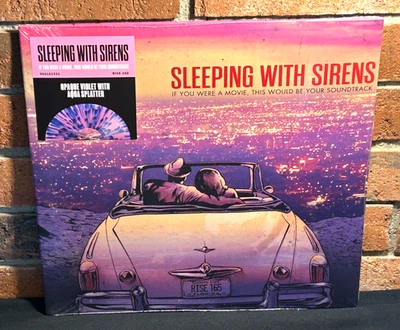 SLEEPING WITH SIRENS
IF YOU WERE A MOVIE, THIS WOULD BE YOUR SOUNDTRACK
OPAQUE VIOLET WITH
AQUA SPLATTER
SLEEPING WITH SIRENS
IF YOU WERE A MOVIE, THIS WOULD BE YOUR SOUNDTRACK
RISE 165